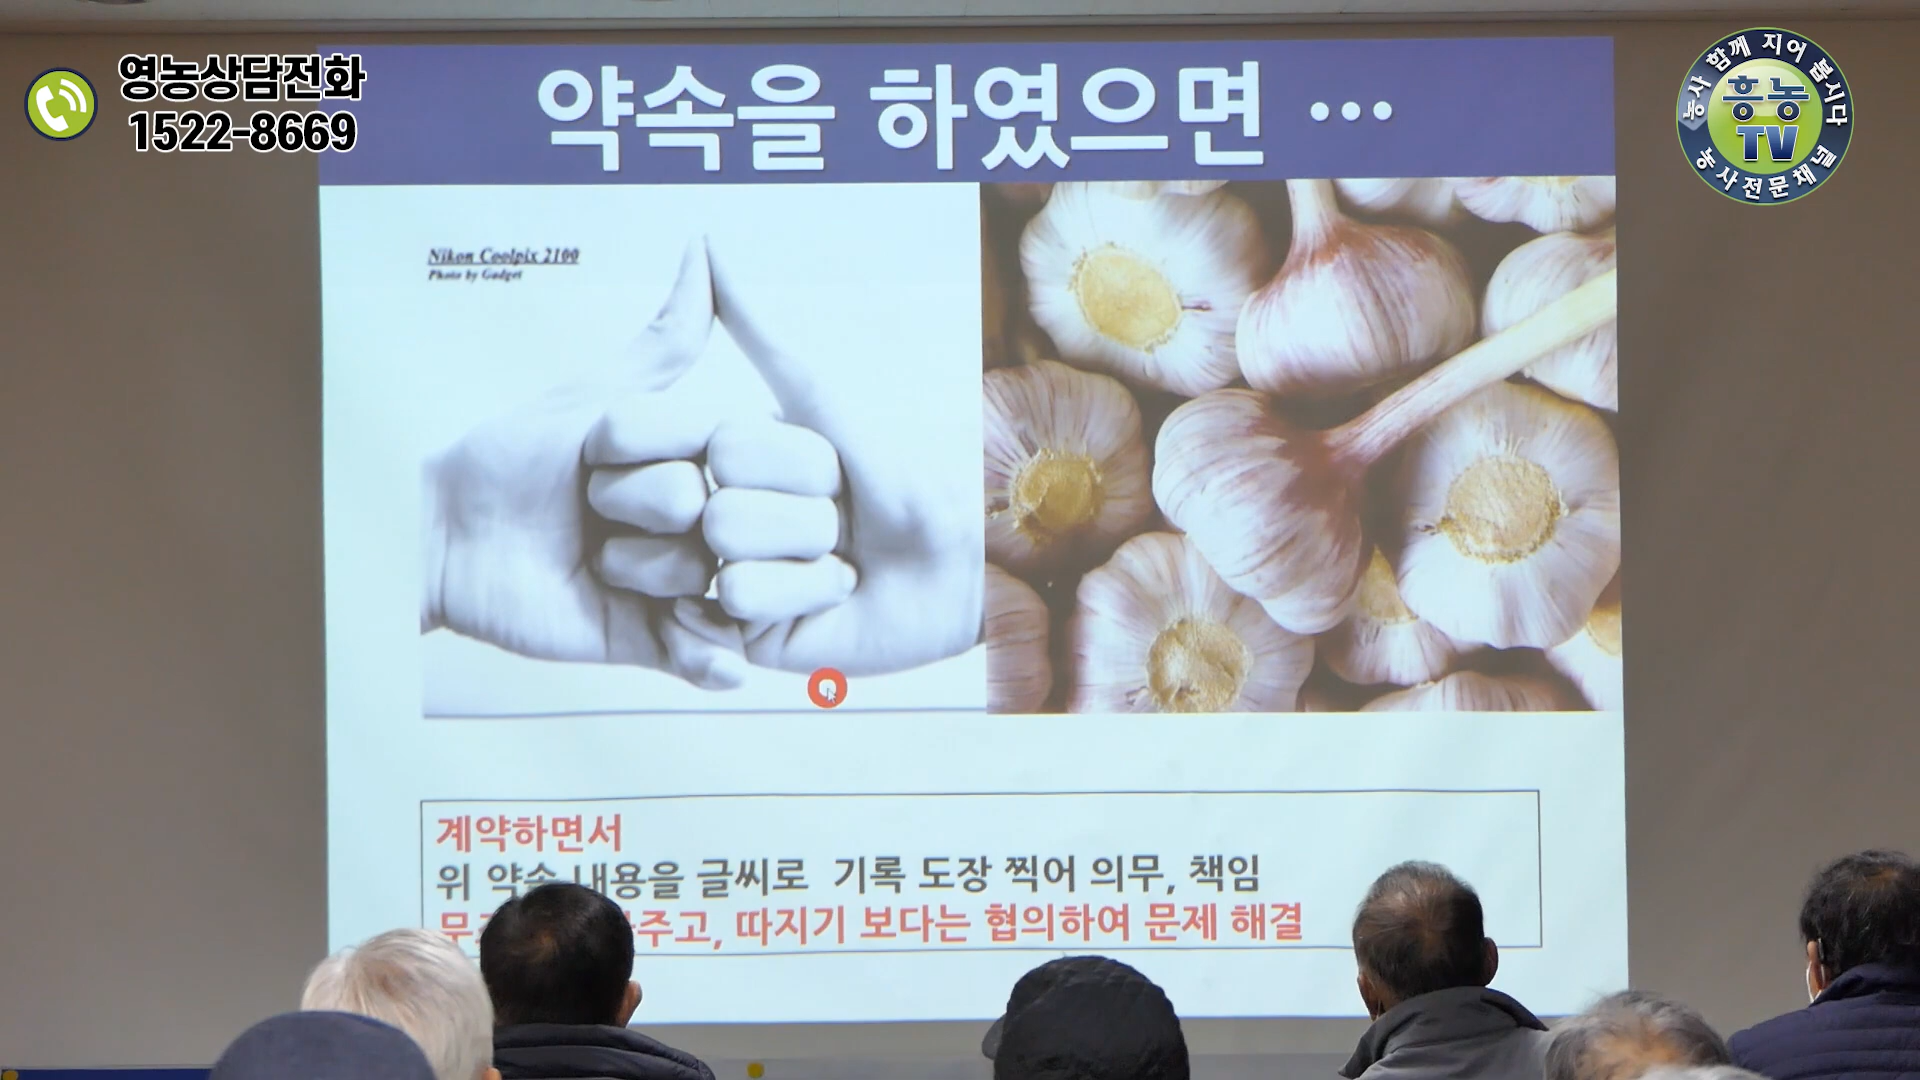 영농상담전화
1522-8669
약속을 하였으면 ···
농사 함께 지어 봅시다
흥농
TV
농사전문채널
Nikon Coolpix 2100
Photo by Gadget
계약하면서
위 약속 내용을 글씨로 기록 도장 찍어 의무, 책임
따지기 보다는 협의하여 문제 해결